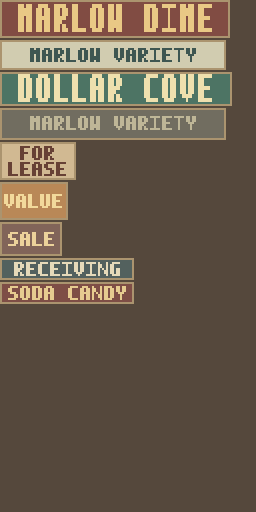 MARLOW DIME
MARLOW VARIETY
DOLLAR COVE
MARLOW VARIETY
FOR
LEASE
VALUE
SALE
RECEIVING
SODA CANDY